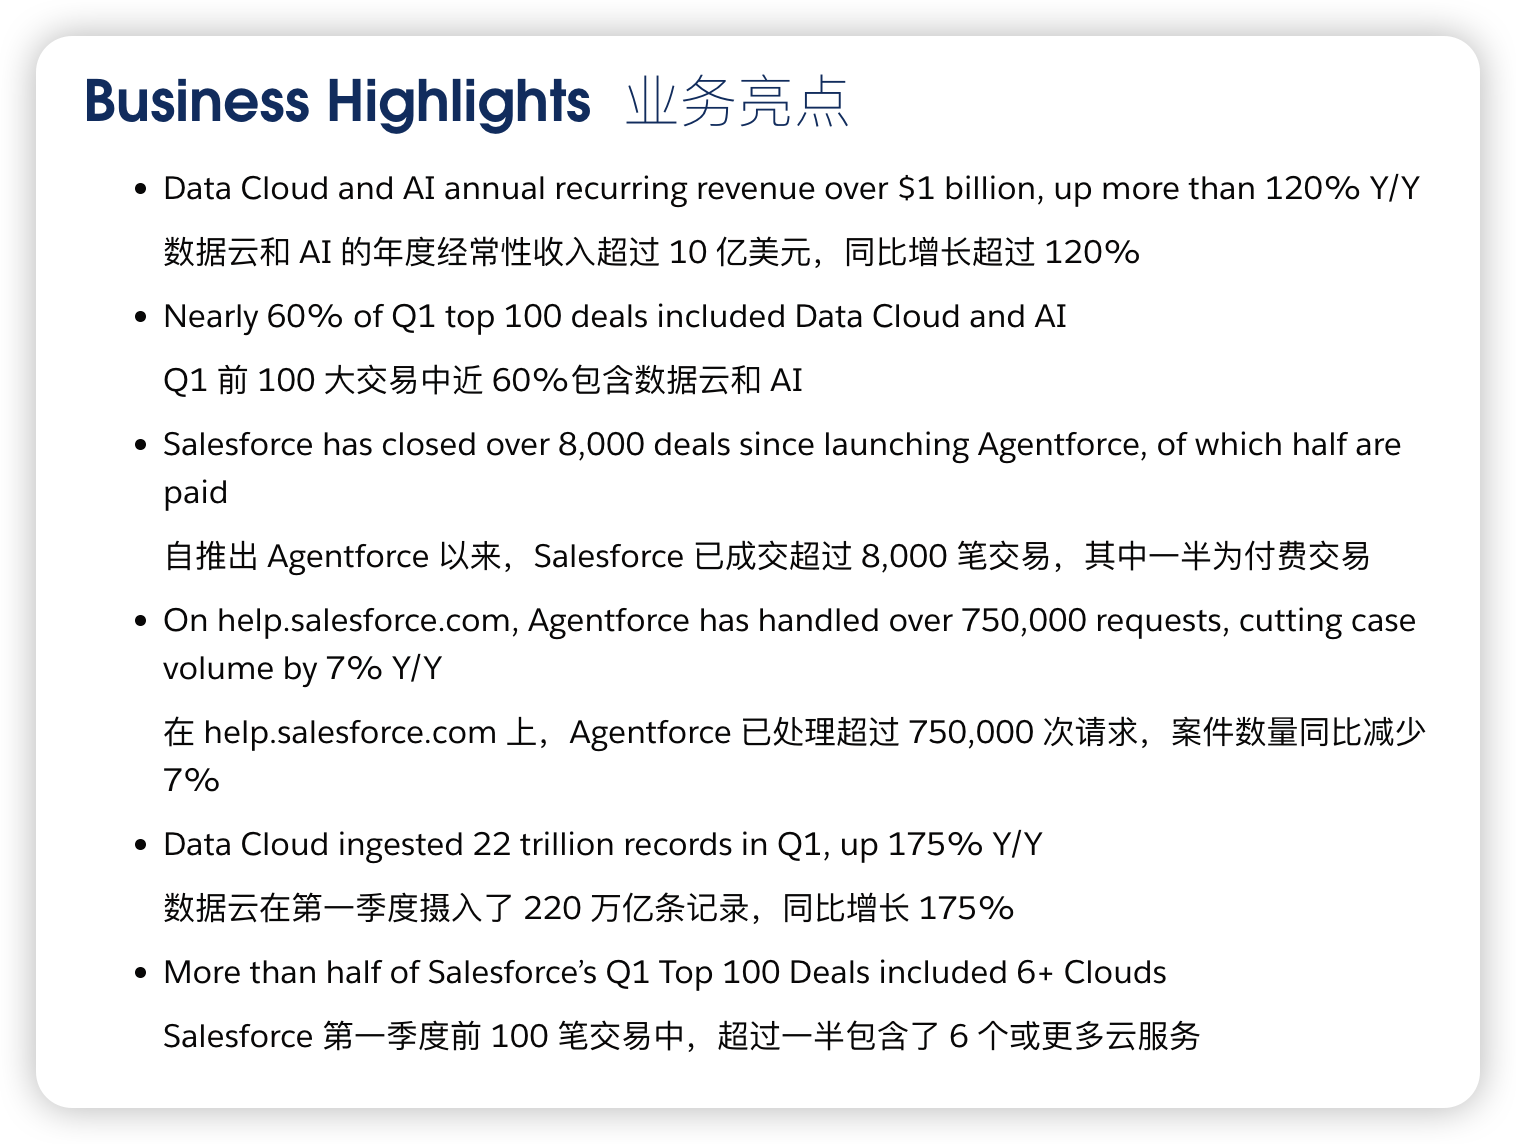 Business Highlights 业务亮点
Data Cloud and AI annual recurring revenue over $1 billion, up more than 120% Y/Y
数据云和 AI 的年度经常性收入超过 10 亿美元，同比增长超过 120%
Nearly 60% of Q1 top 100 deals included Data Cloud and AI
Q1 前 100 大交易中近 60%包含数据云和 AI
Salesforce has closed over 8,000 deals since launching Agentforce, of which half are
paid
自推出 Agentforce 以来，Salesforce 已成交超过 8,000 笔交易，其中一半为付费交易
On help.salesforce.com, Agentforce has handled over 750,000 requests, cutting case
volume by 7% Y/Y
在 help.salesforce.com 上，Agentforce 已处理超过 750,000 次请求，案件数量同比减少
7%
Data Cloud ingested 22 trillion records in Q1, up 175% Y/Y
数据云在第一季度摄入了 220 万亿条记录，同比增长 175%
More than half of Salesforce’s Q1 Top 100 Deals included 6+ Clouds
Salesforce 第一季度前 100 笔交易中，超过一半包含了 6 个或更多云服务